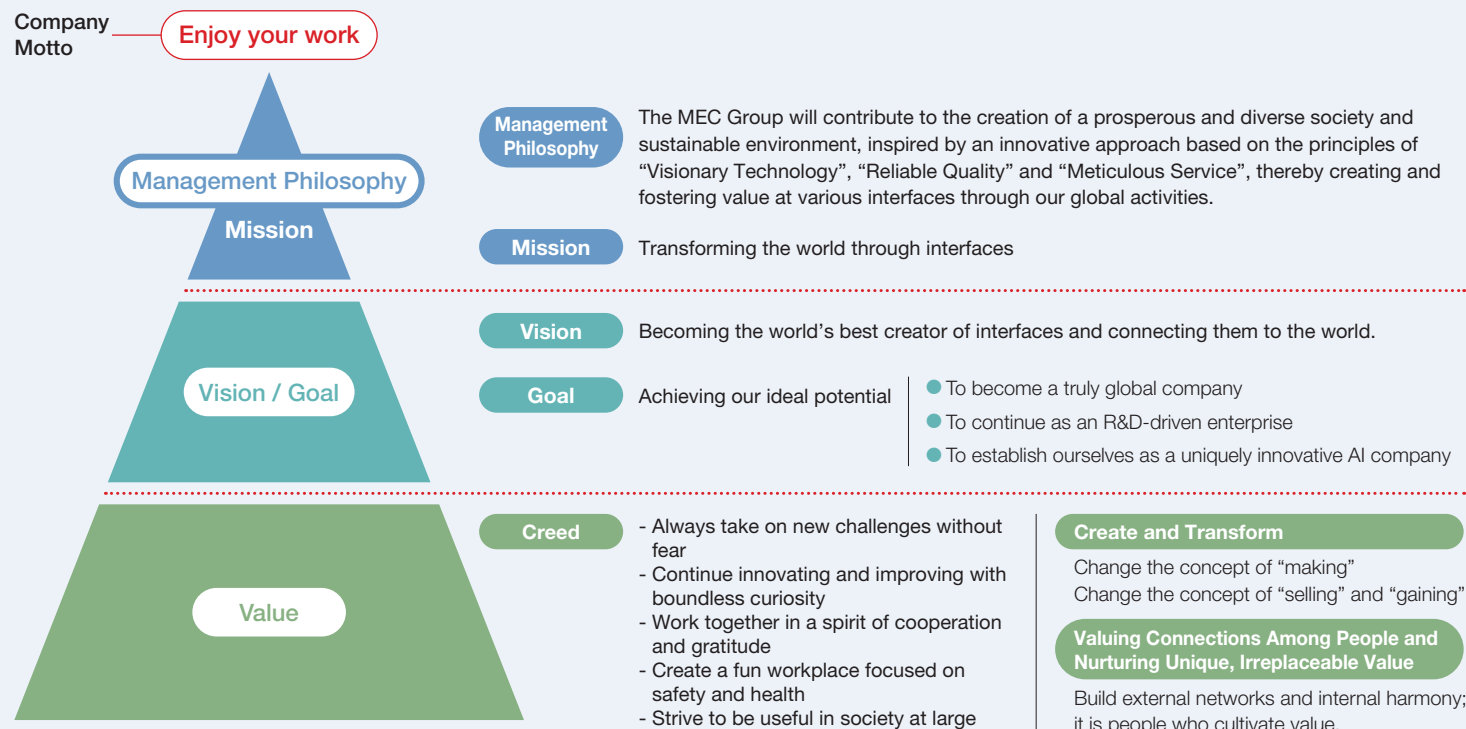 Company
Motto
Enjoy your work
Management Philosophy
Mission
Management
Philosophy
The MEC Group will contribute to the creation of a prosperous and diverse society and
sustainable environment, inspired by an innovative approach based on the principles of
“Visionary Technology”, “Reliable Quality” and “Meticulous Service”, thereby creating and
fostering value at various interfaces through our global activities.
Mission
Transforming the world through interfaces
Vision / Goal
Vision
Becoming the world’s best creator of interfaces and connecting them to the world.
Goal
Achieving our ideal potential
● To become a truly global company
● To continue as an R&D-driven enterprise
● To establish ourselves as a uniquely innovative AI company
Value
Creed
- Always take on new challenges without
fear
- Continue innovating and improving with
boundless curiosity
- Work together in a spirit of cooperation
and gratitude
- Create a fun workplace focused on
safety and health
- Strive to be useful in society at large
Create and Transform
Change the concept of “making”
Change the concept of “selling” and “gaining”
Valuing Connections Among People and
Nurturing Unique, Irreplaceable Value
Build external networks and internal harmony;
it is people who cultivate value.